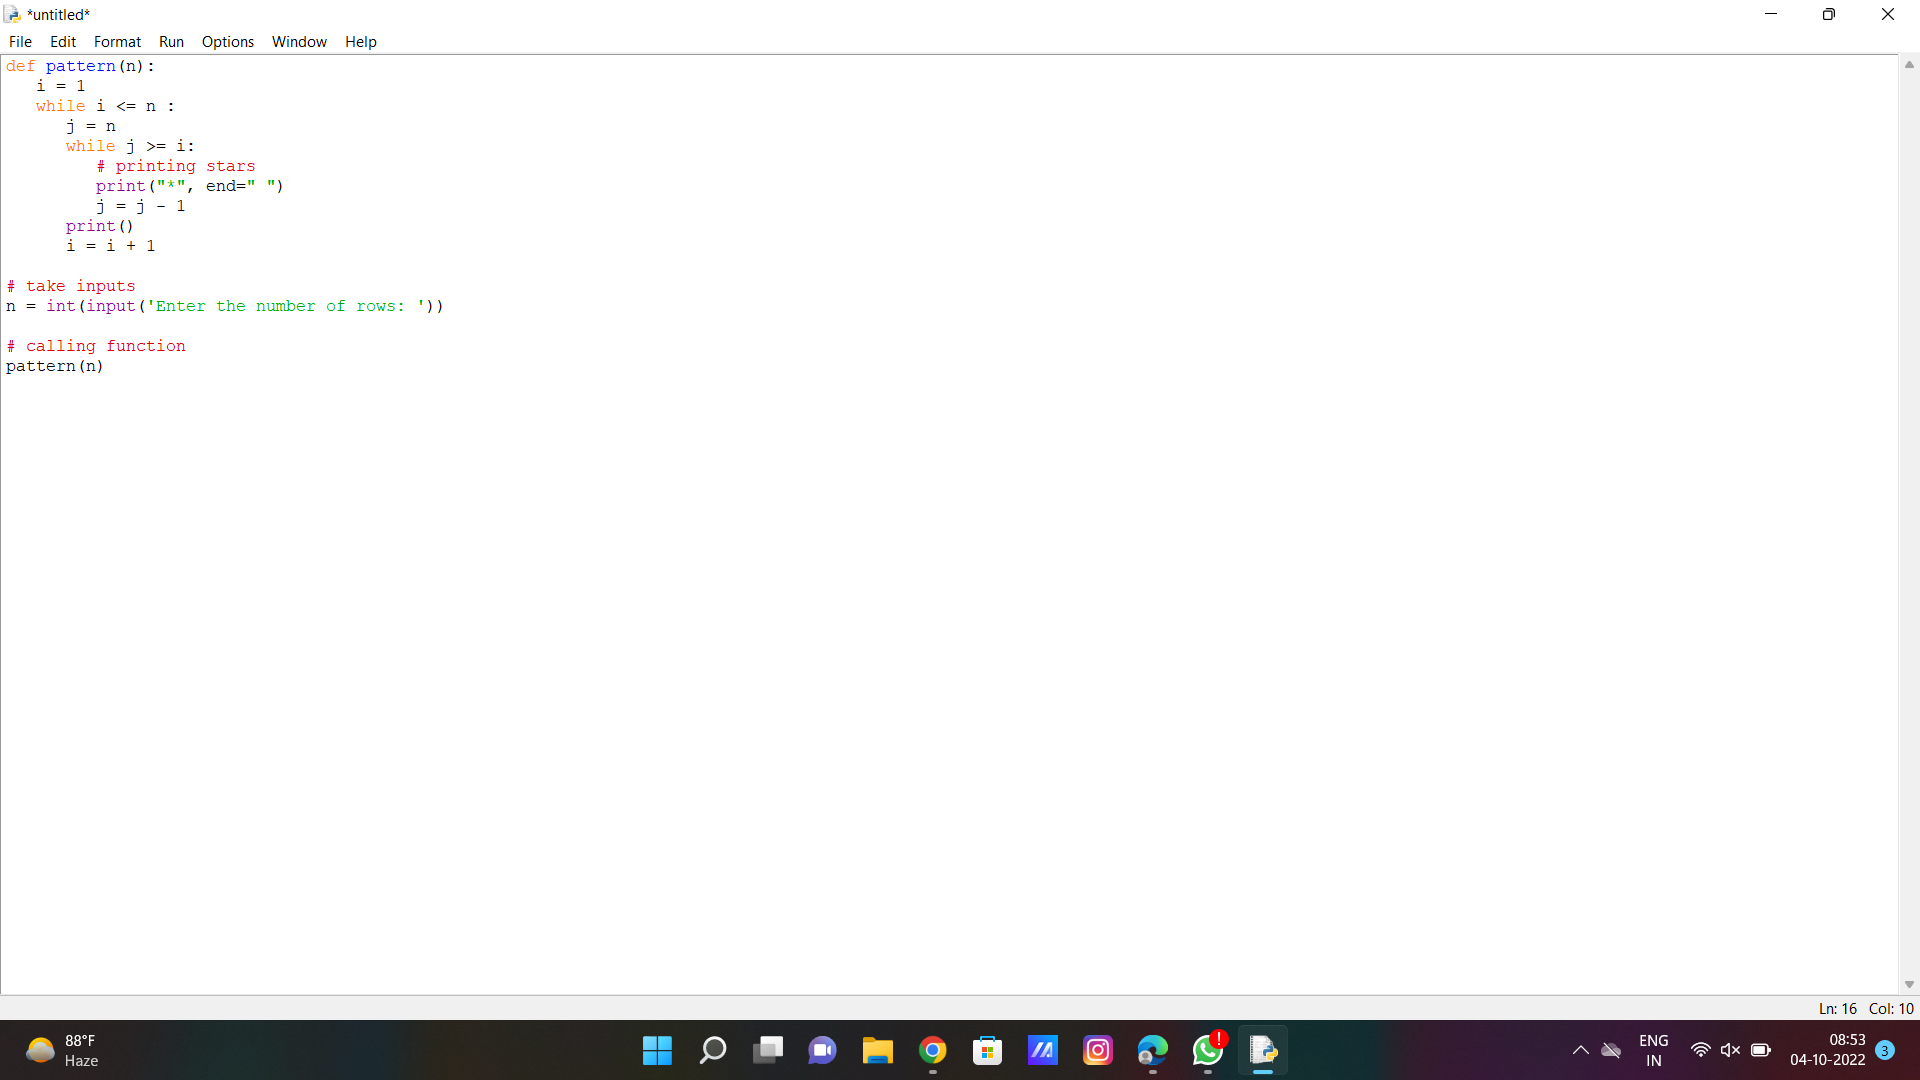 *untitled*
File Edit Format Run Options Window Help
def pattern(n):
   i = 1
   while i <= n :
      j = n
      while j >= i:
         # printing stars
         print("*", end=" ")
         j = j - 1
      print()
      i = i + 1

# take inputs
n = int(input('Enter the number of rows: '))

# calling function
pattern(n)
Ln: 16 Col: 10
88°F
Haze
ENG
IN
08:53
04-10-2022
3